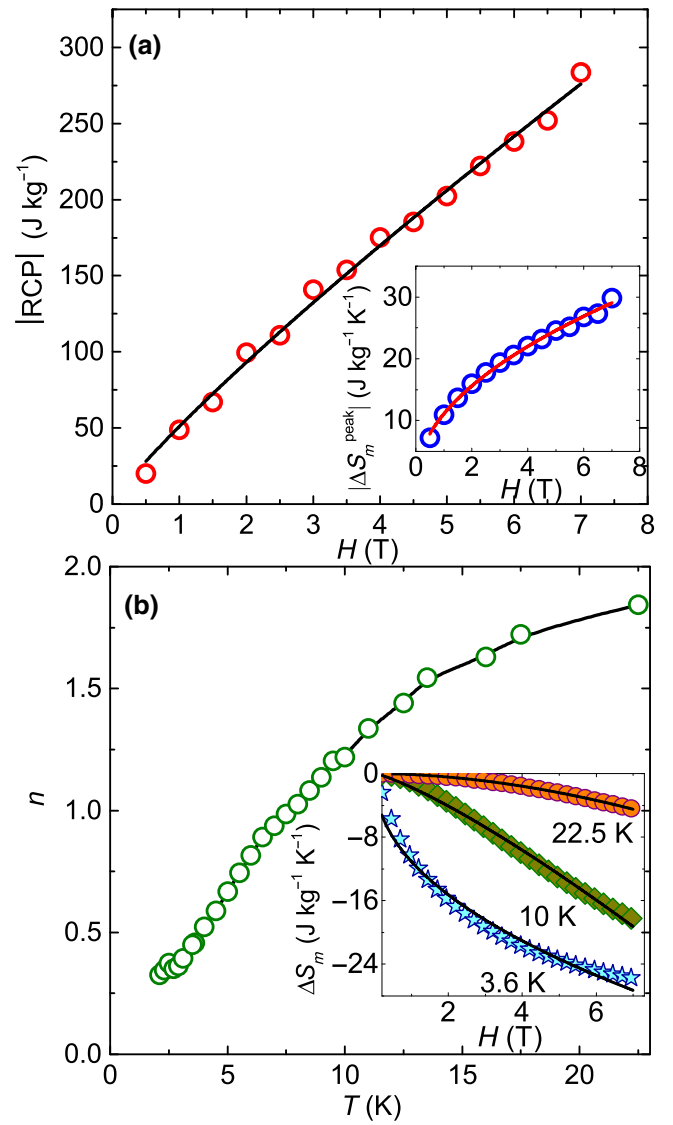 (a)
300
250
200
150
100
50
0
|RCP| (J kg⁻¹)
0 1 2 3 4 5 6 7 8
H (T)
30
20
10
|ΔSₘᵖᵉᵃᵏ| (J kg⁻¹ K⁻¹)
0 2 4 6 8
H (T)
(b)
2.0
1.5
1.0
0.5
0.0
n
0 5 10 15 20
T (K)
0
−8
−16
−24
ΔSₘ (J kg⁻¹ K⁻¹)
22.5 K
10 K
3.6 K
2 4 6
H (T)